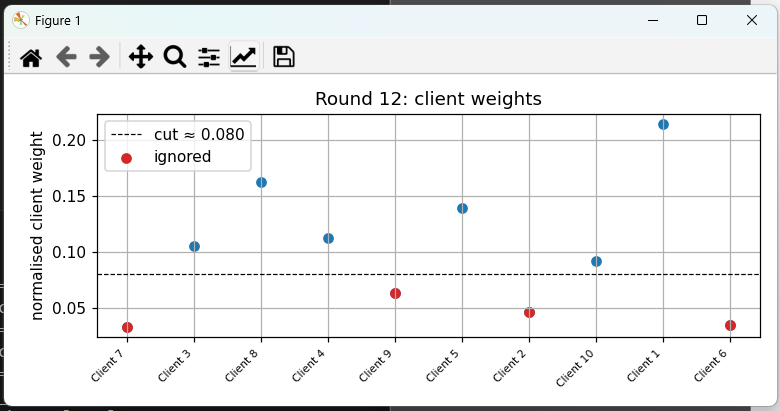 Figure 1
Round 12: client weights
cut ≈ 0.080
ignored
normalised client weight
0.20
0.15
0.10
0.05
Client 7
Client 3
Client 8
Client 4
Client 9
Client 5
Client 2
Client 10
Client 1
Client 6